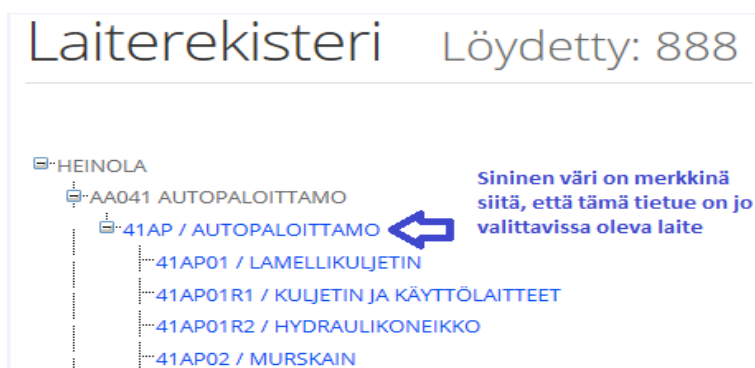 Laiterekisteri Löydetty: 888
HEINOLA
AA041 AUTOPALOITTAMO
41AP / AUTOPALOITTAMO
Sininen väri on merkkinä
siitä, että tämä tietue on jo
valittavissa oleva laite
41AP01 / LAMELLIKULJETIN
41AP01R1 / KULJETIN JA KÄYTTÖLAITTEET
41AP01R2 / HYDRAULIKONEIKKO
41AP02 / MURSKAIN